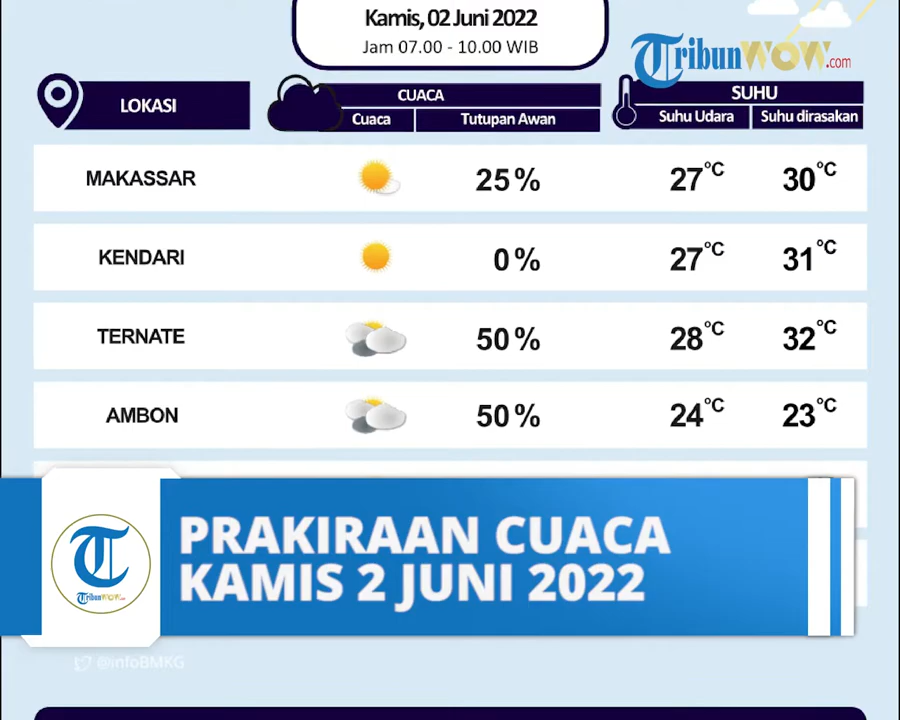 Kamis, 02 Juni 2022
Jam 07.00 - 10.00 WIB
TribunWOW.com
LOKASI
CUACA
SUHU
Cuaca Tutupan Awan Suhu Udara Suhu dirasakan
MAKASSAR 25 % 27°C 30°C
KENDARI 0 % 27°C 31°C
TERNATE 50 % 28°C 32°C
AMBON 50 % 24°C 23°C
PRAKIRAAN CUACA
KAMIS 2 JUNI 2022
T
TribunWOW.com
@infoBMKG